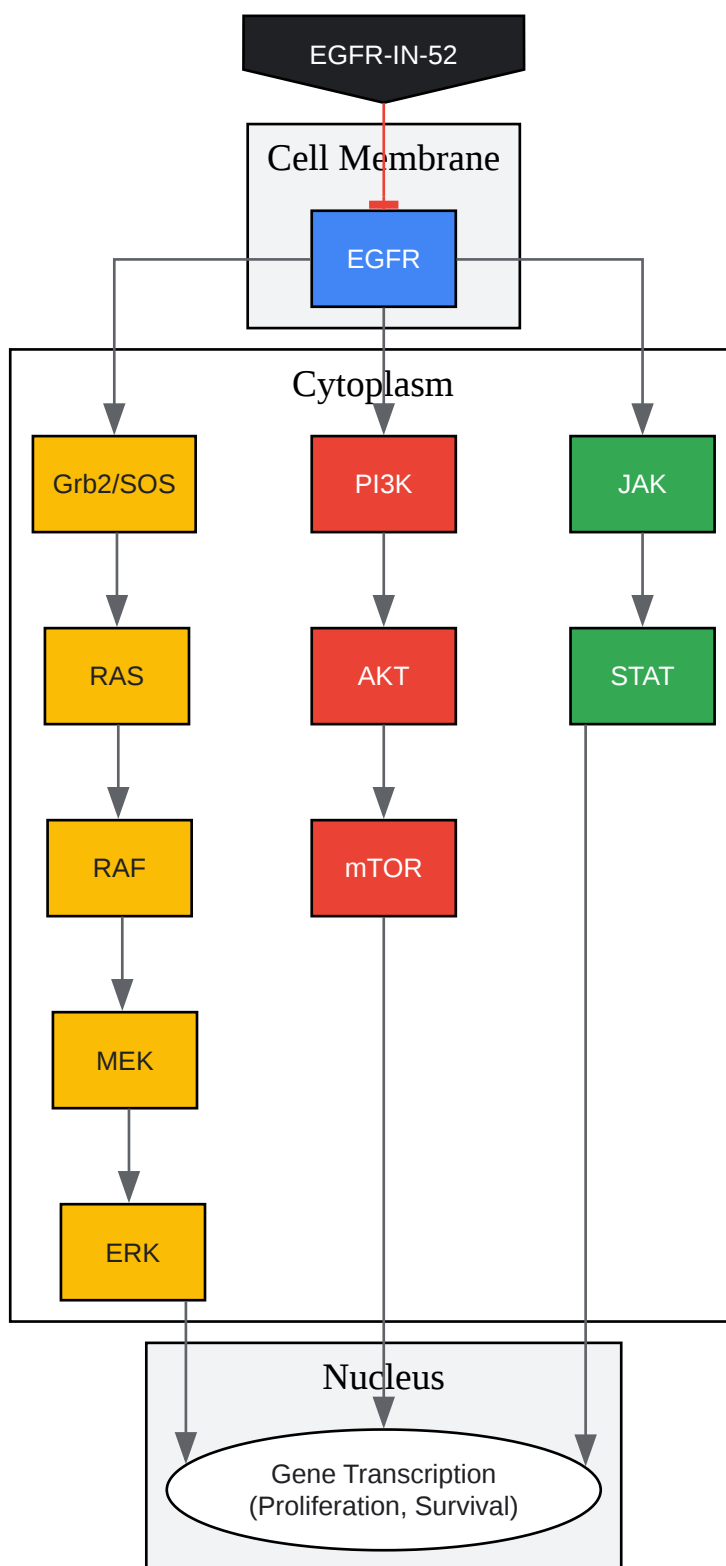 EGFR-IN-52
Cell Membrane
EGFR
Cytoplasm
Grb2/SOS
PI3K
JAK
RAS
AKT
STAT
RAF
mTOR
MEK
ERK
Nucleus
Gene Transcription
(Proliferation, Survival)